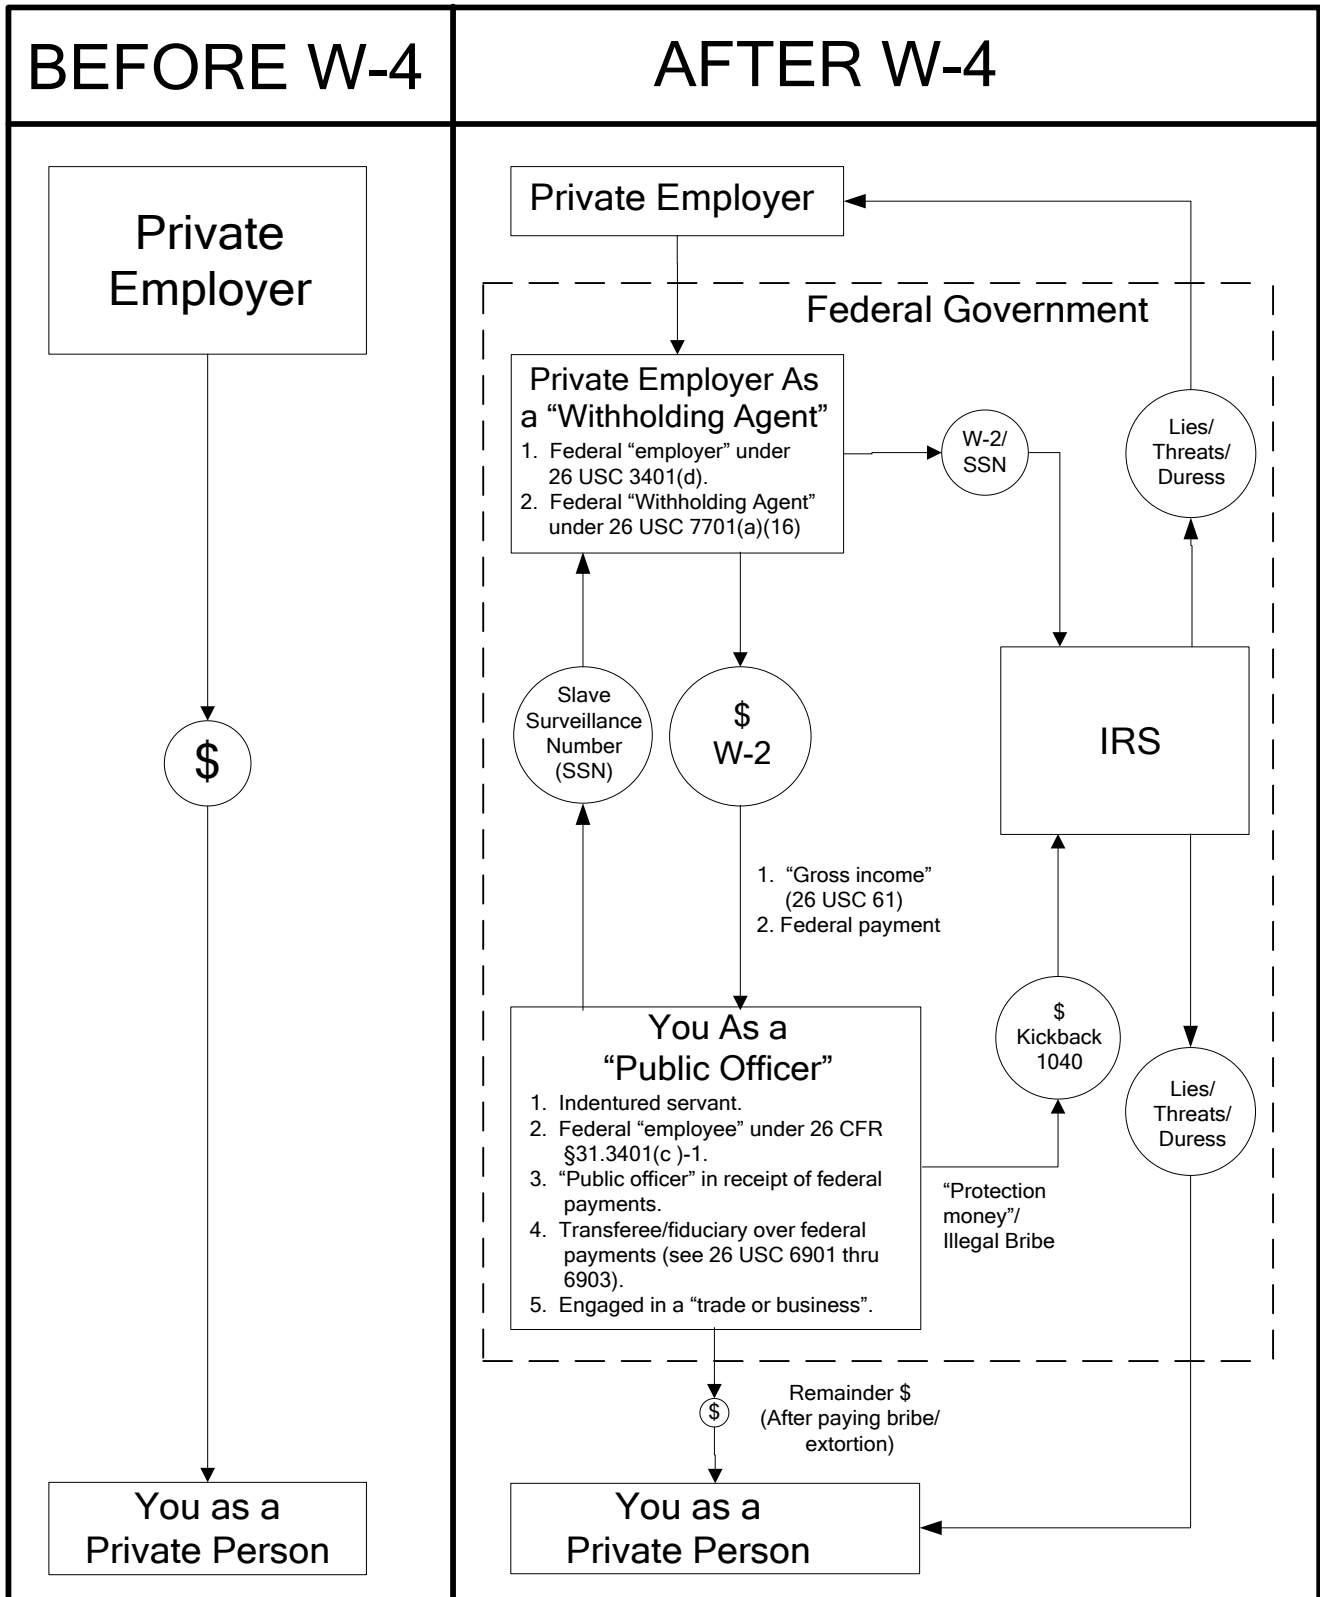 BEFORE W-4
AFTER W-4
Private
Employer
$
You as a
Private Person
Private Employer
Federal Government
Private Employer As
a “Withholding Agent”
1. Federal “employer” under
26 USC 3401(d).
2. Federal “Withholding Agent”
under 26 USC 7701(a)(16)
W-2/
SSN
Lies/
Threats/
Duress
Slave
Surveillance
Number
(SSN)
$
W-2
IRS
1. “Gross income”
(26 USC 61)
2. Federal payment
You As a
“Public Officer”
1. Indentured servant.
2. Federal “employee” under 26 CFR
§31.3401(c )-1.
3. “Public officer” in receipt of federal
payments.
4. Transferee/fiduciary over federal
payments (see 26 USC 6901 thru
6903).
5. Engaged in a “trade or business”.
$
Kickback
1040
Lies/
Threats/
Duress
“Protection
money”/
Illegal Bribe
$
Remainder $
(After paying bribe/
extortion)
You as a
Private Person